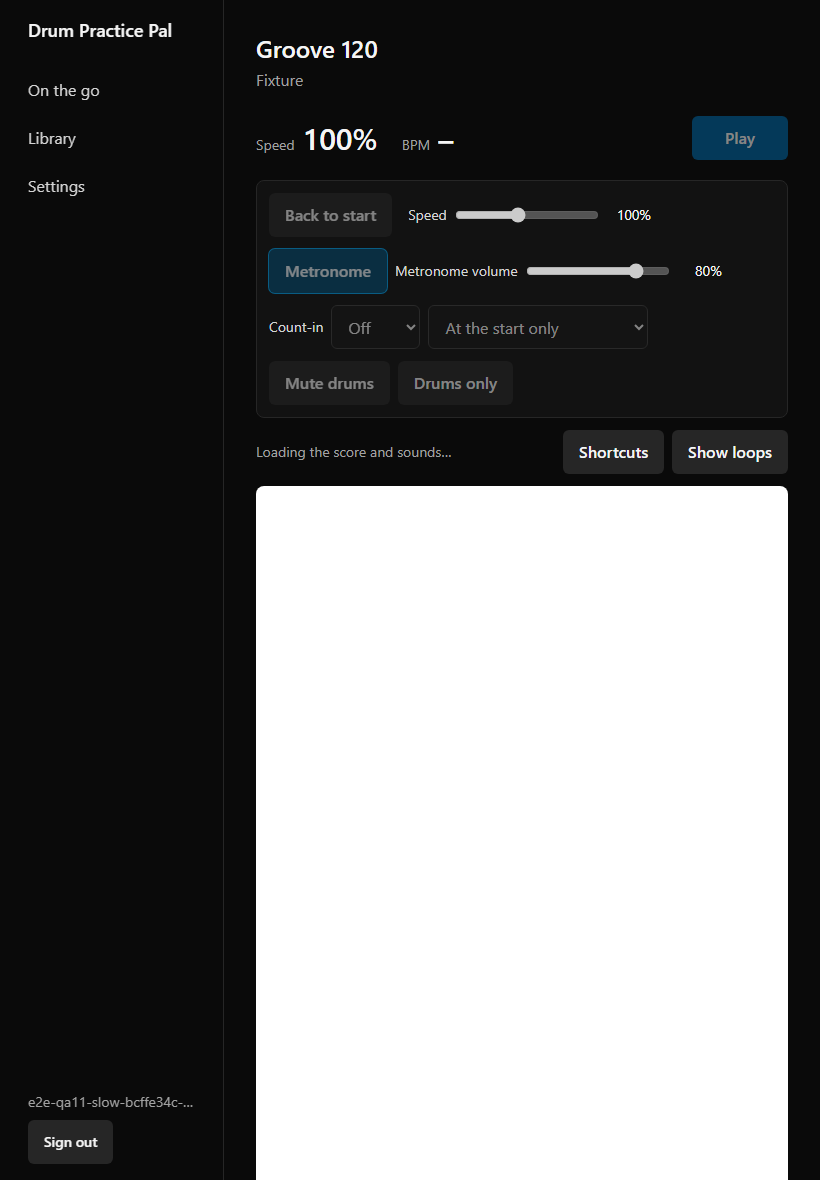 Drum Practice Pal
On the go
Library
Settings
Groove 120
Fixture
Speed 100% BPM –
Play
Back to start Speed 100%
Metronome Metronome volume 80%
Count-in Off At the start only
Mute drums Drums only
Loading the score and sounds…
Shortcuts Show loops
e2e-qa11-slow-bcffe34c-…
Sign out